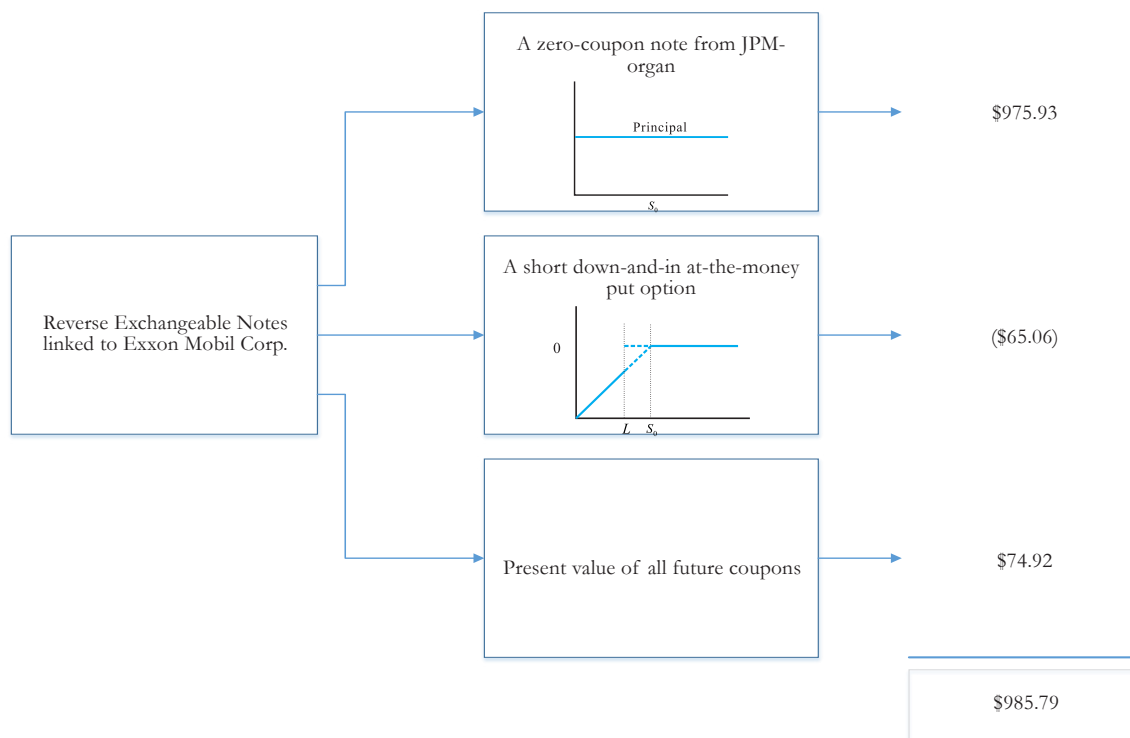 A zero-coupon note from JPM-
organ
Principal
S₀
$975.93
Reverse Exchangeable Notes
linked to Exxon Mobil Corp.
A short down-and-in at-the-money
put option
0
L S₀
($65.06)
Present value of all future coupons
$74.92
$985.79